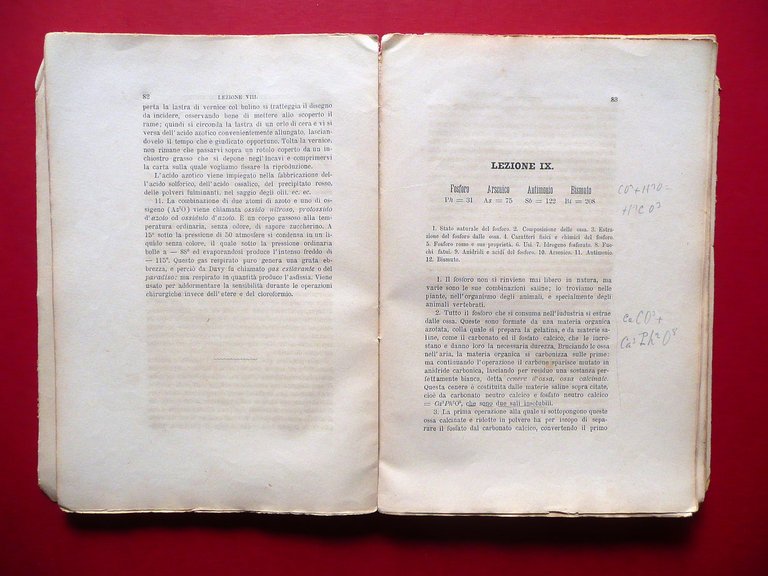 82
LEZIONE VIII.
perta la lastra di vernice col bulino si tratteggia il disegno
da incidere, osservando bene di mettere allo scoperto il
rame; quindi si circonda la lastra di un orlo di cera e vi si
versa dell'acido azotico convenientemente allungato, lascian-
dovelo il tempo che è giudicato opportuno. Tolta la vernice,
non rimane che passarvi sopra un rotolo coperto da un in-
chiostro grasso che si depone negl'incavi e comprimervi
la carta sulla quale vogliamo fissare la riproduzione.
L'acido azotico viene impiegato nella fabbricazione del-
l'acido solforico, dell'acido ossalico, del precipitato rosso,
delle polveri fulminanti, nel saggio degli olii. ec. ec.
11. La combinazione di due atomi di azoto e uno di os-
sigeno (Az²O) viene chiamata ossido nitroso, protossido
d'azoto od ossidulo d'azoto. È un corpo gassoso alla tem-
peratura ordinaria, senza odore, di sapore zuccherino. A
15° sotto la pressione di 50 atmosfere si condensa in un li-
quido senza colore, il quale sotto la pressione ordinaria
bolle a — 88° ed evaporandosi produce l'intenso freddo di
— 115°. Questo gas respirato puro genera una grata eb-
brezza, e perciò da Davy fu chiamato gas esilarante o del
paradiso: ma respirato in quantità produce l'asfissia. Viene
usato per addormentare la sensibilità durante le operazioni
chirurgiche invece dell'etere e del cloroformio.
83
LEZIONE IX.
Fosforo Arsenico Antimonio Bismuto
Ph = 31 As = 75 Sb = 122 Bi = 208
1. Stato naturale del fosforo. 2. Composizione delle ossa. 3. Estra-
zione del fosforo dalle ossa. 4. Caratteri fisici e chimici del fosforo
5. Fosforo rosso e sue proprietà. 6. Usi. 7. Idrogeno fosforato. 8. Fuo-
chi fatui. 9. Anidridi e acidi del fosforo. 10. Arsenico. 11. Antimonio.
12. Bismuto.
1. Il fosforo non si rinviene mai libero in natura, ma
varie sono le sue combinazioni saline; lo troviamo nelle
piante, nell'organismo degli animali, e specialmente degli
animali vertebrati.
2. Tutto il fosforo che si consuma nell'industria si estrae
dalle ossa. Queste sono formate da una materia organica
azotata, colla quale si prepara la gelatina, e da materie sa-
line, come il carbonato ed il fosfato calcico, che le incro-
stano e danno loro la necessaria durezza. Bruciando le ossa
nell'aria, la materia organica si carbonizza sulle prime:
ma continuando l'operazione il carbone sparisce mutato in
anidride carbonica, lasciando per residuo una sostanza per-
fettamente bianca, detta cenere d'ossa, ossa calcinate.
Questa cenere è costituita dalle materie saline sopra citate,
cioè da carbonato neutro calcico e fosfato neutro calcico
= Ca³Ph²O⁸, che sono due sali insolubili.
3. La prima operazione alla quale si sottopongono queste
ossa calcinate e ridotte in polvere ha per iscopo di sepa-
rare il fosfato dal carbonato calcico, convertendo il primo
CO² + H²O =
H²CO³
CaCO³ +
Ca³Ph²O⁸